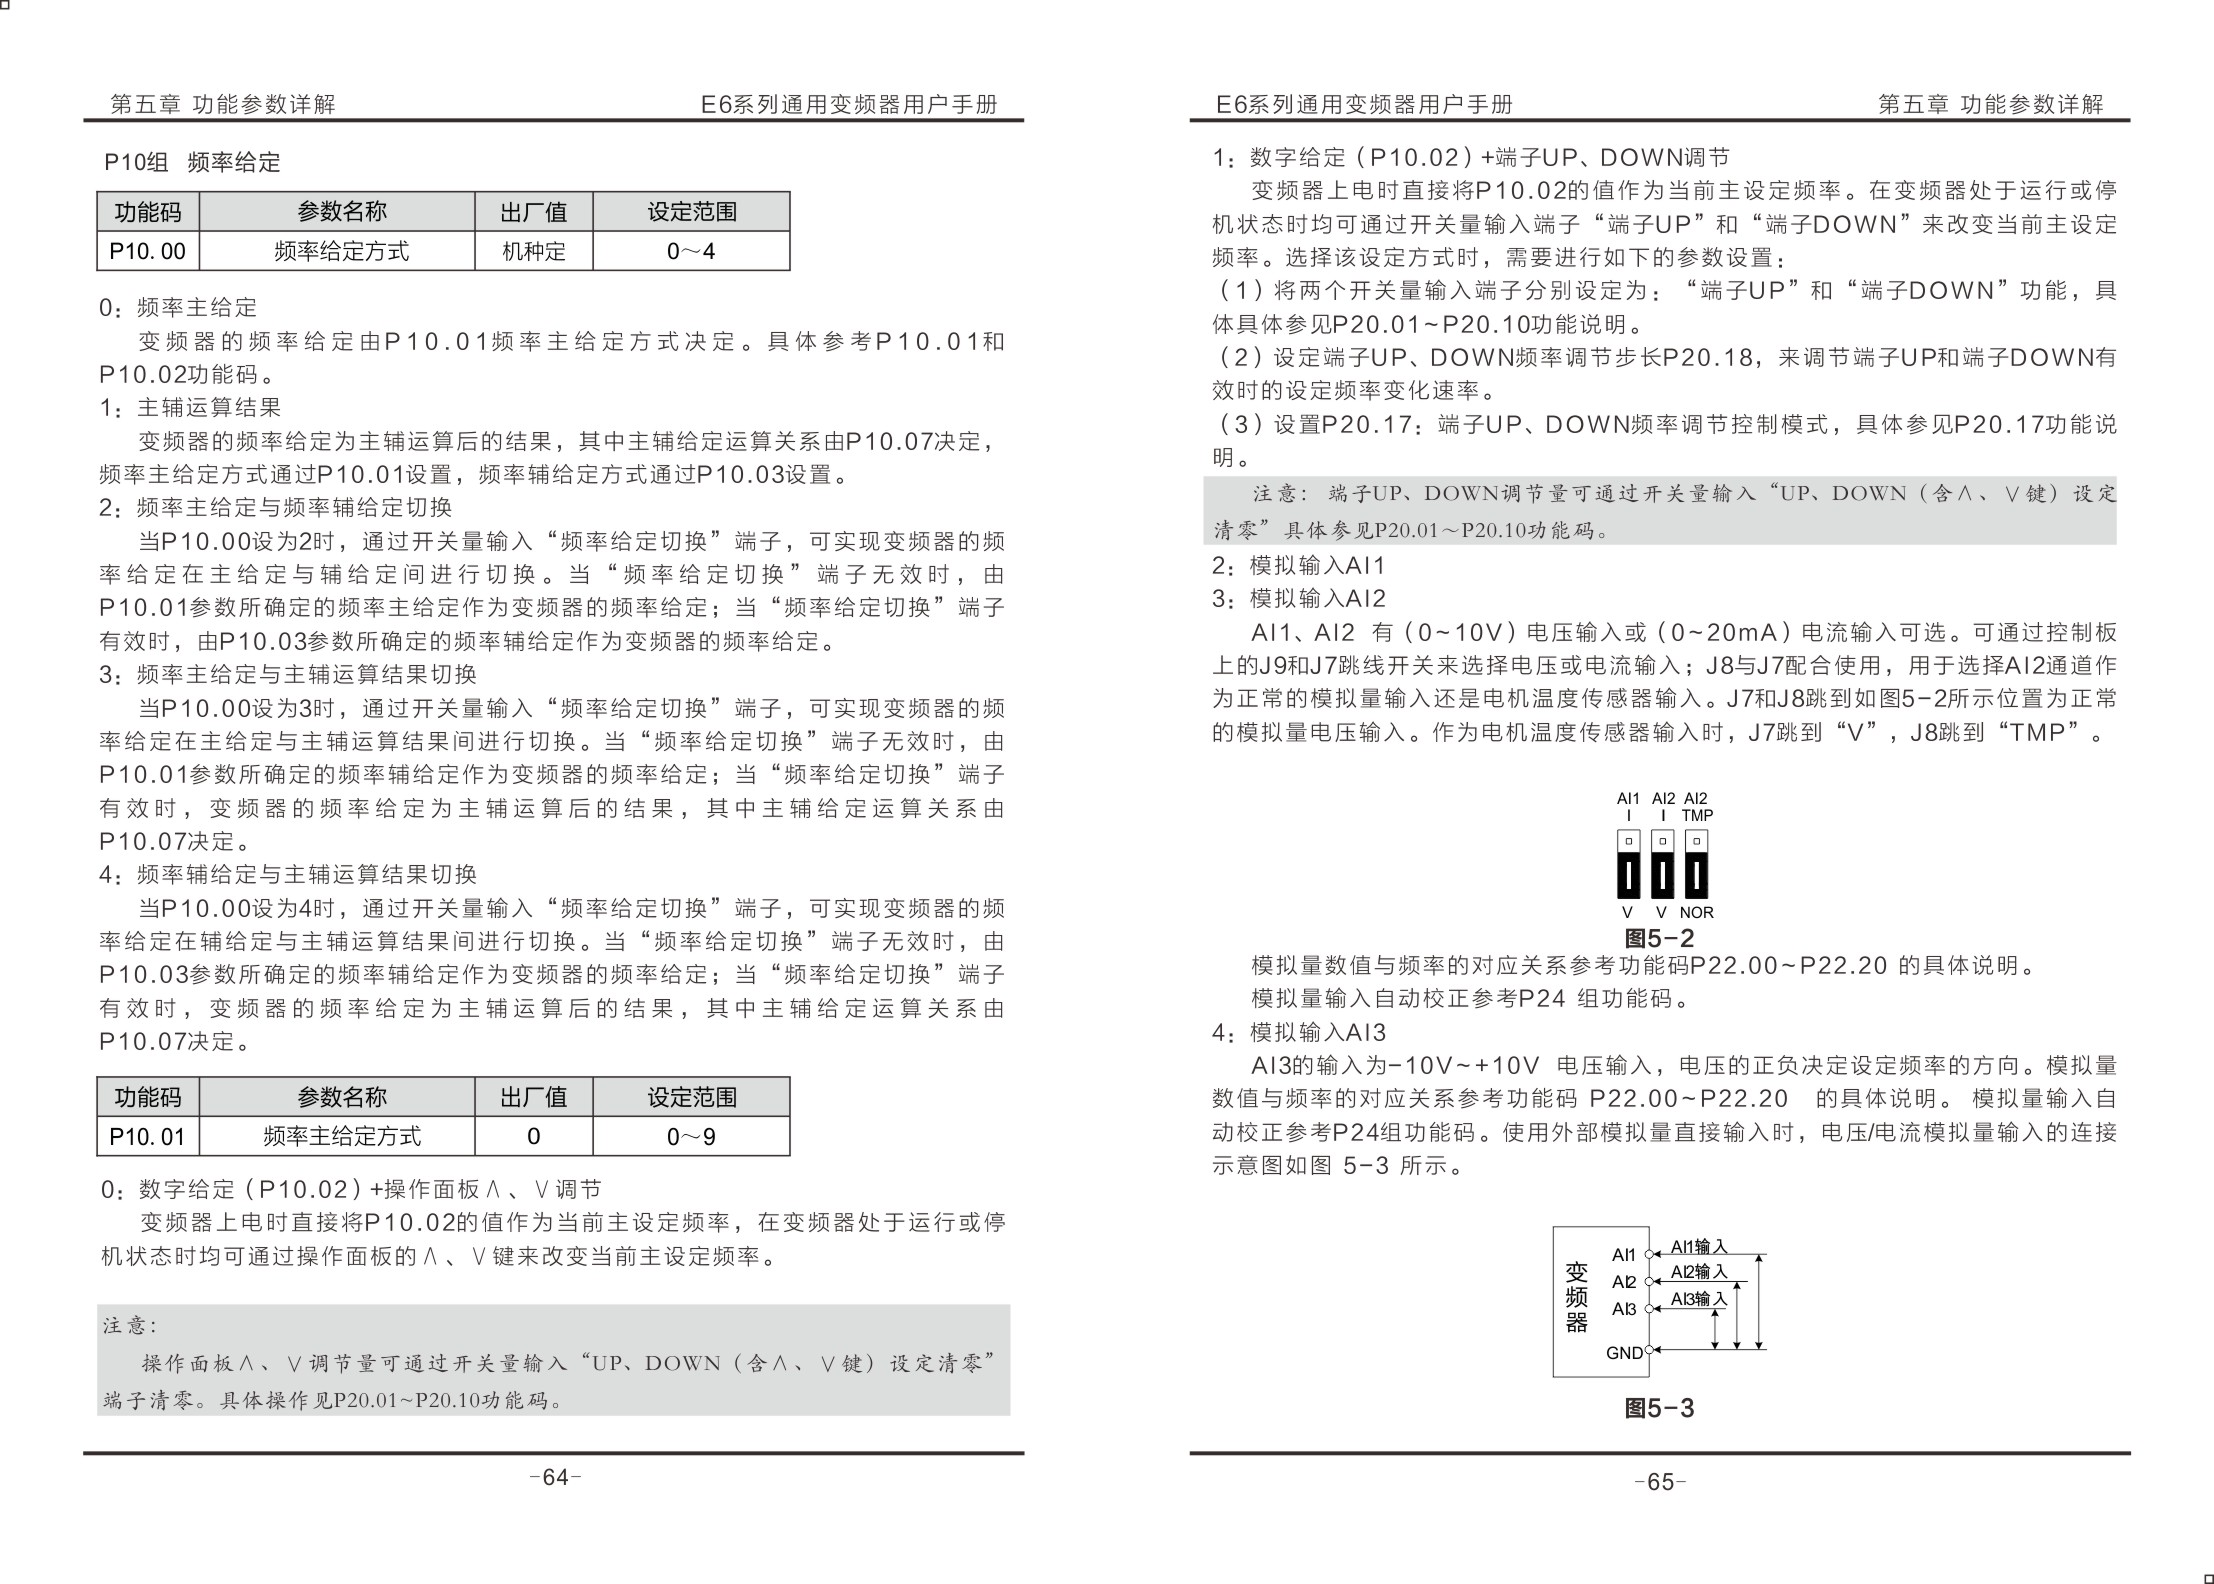 第五章 功能参数详解 E6系列通用变频器用户手册
P10组 频率给定
功能码 参数名称 出厂值 设定范围
P10.00 频率给定方式 机种定 0～4
0：频率主给定
变频器的频率给定由P10.01频率主给定方式决定。具体参考P10.01和
P10.02功能码。
1：主辅运算结果
变频器的频率给定为主辅运算后的结果，其中主辅给定运算关系由P10.07决定，
频率主给定方式通过P10.01设置，频率辅给定方式通过P10.03设置。
2：频率主给定与频率辅给定切换
当P10.00设为2时，通过开关量输入“频率给定切换”端子，可实现变频器的频
率给定在主给定与辅给定间进行切换。当“频率给定切换”端子无效时，由
P10.01参数所确定的频率主给定作为变频器的频率给定；当“频率给定切换”端子
有效时，由P10.03参数所确定的频率辅给定作为变频器的频率给定。
3：频率主给定与主辅运算结果切换
当P10.00设为3时，通过开关量输入“频率给定切换”端子，可实现变频器的频
率给定在主给定与主辅运算结果间进行切换。当“频率给定切换”端子无效时，由
P10.01参数所确定的频率辅给定作为变频器的频率给定；当“频率给定切换”端子
有效时，变频器的频率给定为主辅运算后的结果，其中主辅给定运算关系由
P10.07决定。
4：频率辅给定与主辅运算结果切换
当P10.00设为4时，通过开关量输入“频率给定切换”端子，可实现变频器的频
率给定在辅给定与主辅运算结果间进行切换。当“频率给定切换”端子无效时，由
P10.03参数所确定的频率辅给定作为变频器的频率给定；当“频率给定切换”端子
有效时，变频器的频率给定为主辅运算后的结果，其中主辅给定运算关系由
P10.07决定。
功能码 参数名称 出厂值 设定范围
P10.01 频率主给定方式 0 0～9
0：数字给定（P10.02）+操作面板∧、∨调节
变频器上电时直接将P10.02的值作为当前主设定频率，在变频器处于运行或停
机状态时均可通过操作面板的∧、∨键来改变当前主设定频率。
注意：
操作面板∧、∨调节量可通过开关量输入“UP、DOWN（含∧、∨键）设定清零”
端子清零。具体操作见P20.01~P20.10功能码。
-64-
E6系列通用变频器用户手册 第五章 功能参数详解
1：数字给定（P10.02）+端子UP、DOWN调节
变频器上电时直接将P10.02的值作为当前主设定频率。在变频器处于运行或停
机状态时均可通过开关量输入端子“端子UP”和“端子DOWN”来改变当前主设定
频率。选择该设定方式时，需要进行如下的参数设置：
（1）将两个开关量输入端子分别设定为：“端子UP”和“端子DOWN”功能，具
体具体参见P20.01~P20.10功能说明。
（2）设定端子UP、DOWN频率调节步长P20.18，来调节端子UP和端子DOWN有
效时的设定频率变化速率。
（3）设置P20.17：端子UP、DOWN频率调节控制模式，具体参见P20.17功能说
明。
注意：端子UP、DOWN调节量可通过开关量输入“UP、DOWN（含∧、∨键）设定
清零”具体参见P20.01～P20.10功能码。
2：模拟输入AI1
3：模拟输入AI2
AI1、AI2 有（0~10V）电压输入或（0~20mA）电流输入可选。可通过控制板
上的J9和J7跳线开关来选择电压或电流输入；J8与J7配合使用，用于选择AI2通道作
为正常的模拟量输入还是电机温度传感器输入。J7和J8跳到如图5-2所示位置为正常
的模拟量电压输入。作为电机温度传感器输入时，J7跳到“V”，J8跳到“TMP”。
AI1 AI2 AI2
I I TMP
V V NOR
图5-2
模拟量数值与频率的对应关系参考功能码P22.00~P22.20 的具体说明。
模拟量输入自动校正参考P24 组功能码。
4：模拟输入AI3
AI3的输入为-10V~+10V 电压输入，电压的正负决定设定频率的方向。模拟量
数值与频率的对应关系参考功能码 P22.00~P22.20 的具体说明。 模拟量输入自
动校正参考P24组功能码。使用外部模拟量直接输入时，电压/电流模拟量输入的连接
示意图如图 5-3 所示。
变频器
AI1 AI1输入
AI2 AI2输入
AI3 AI3输入
GND
图5-3
-65-